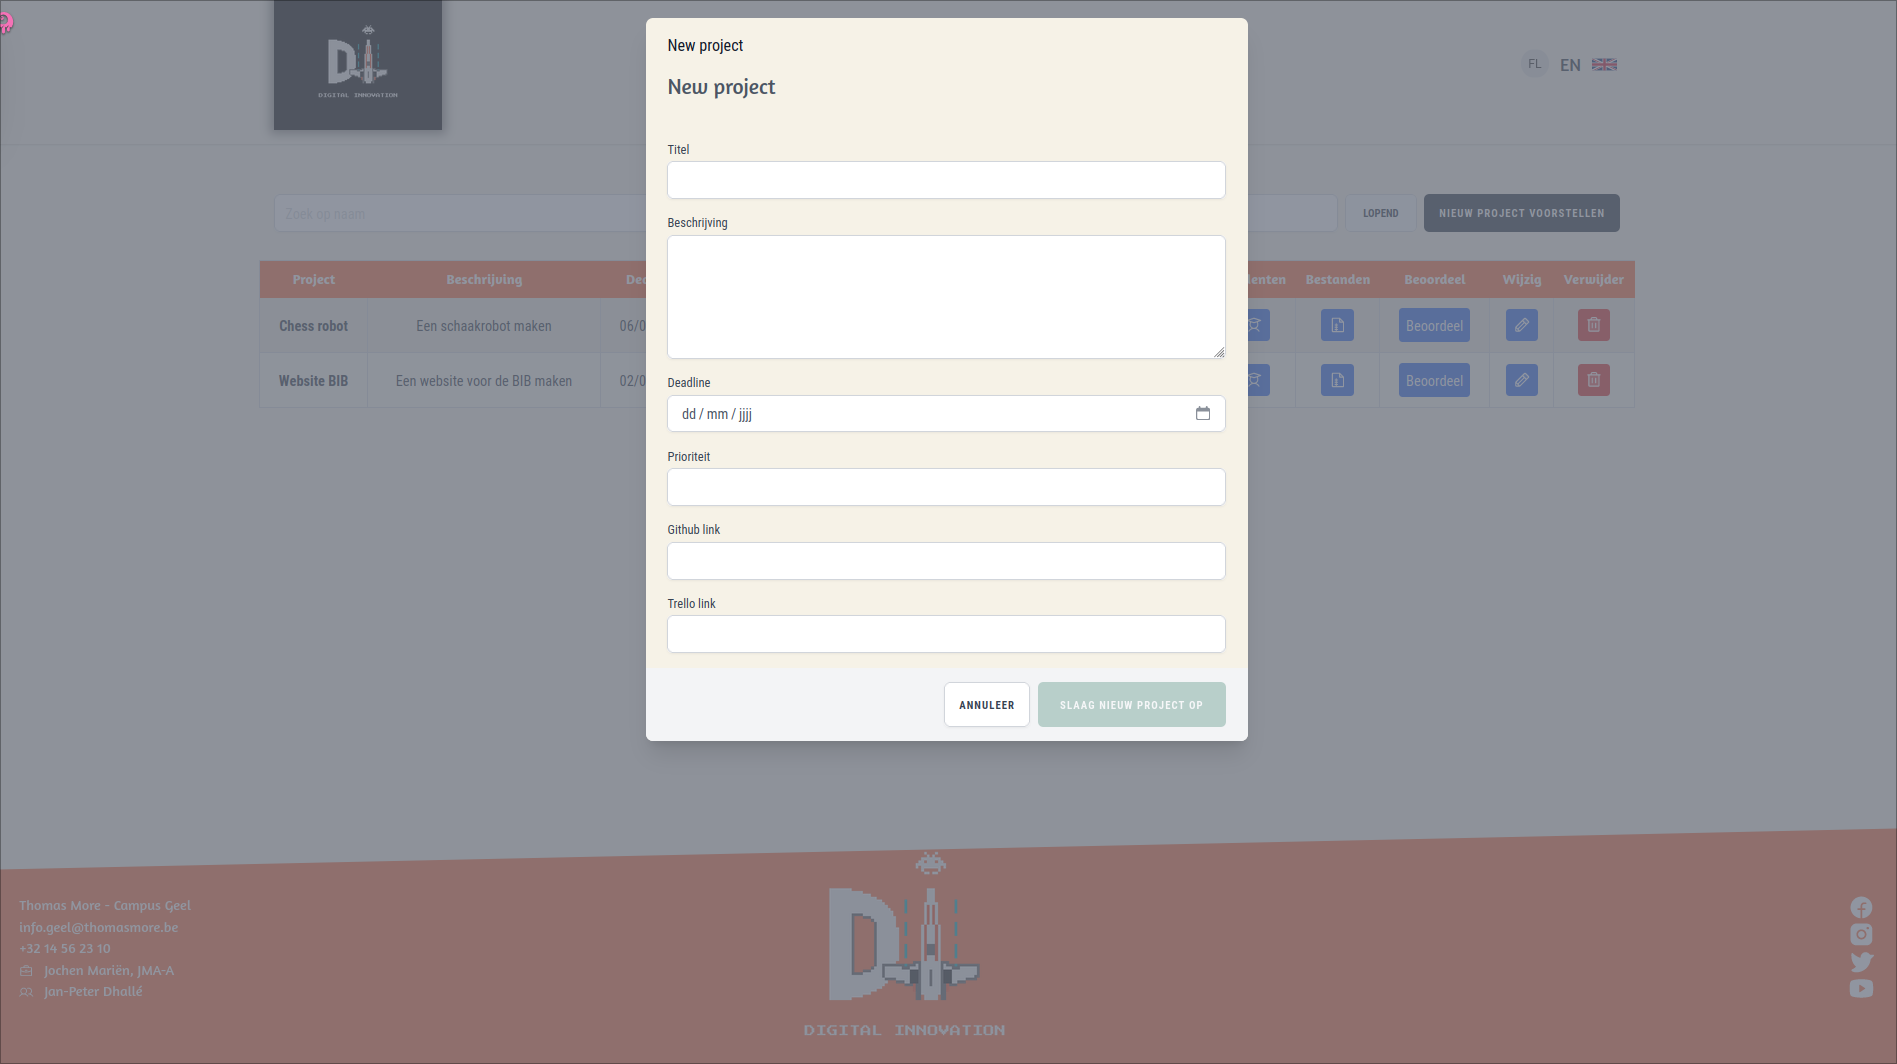 DIGITAL INNOVATION
FL EN
Zoek op naam
LOPEND
NIEUW PROJECT VOORSTELLEN
Project Beschrijving Bestanden Beoordeel Wijzig Verwijder
Chess robot Een schaakrobot maken 06/0 Beoordeel
Website BIB Een website voor de BIB maken 02/0 Beoordeel
New project
New project
Titel
Beschrijving
Deadline
dd / mm / jjjj
Prioriteit
Github link
Trello link
ANNULEER
SLAAG NIEUW PROJECT OP
Thomas More - Campus Geel
info.geel@thomasmore.be
+32 14 56 23 10
Jochen Mariën, JMA-A
Jan-Peter Dhallé
DIGITAL INNOVATION